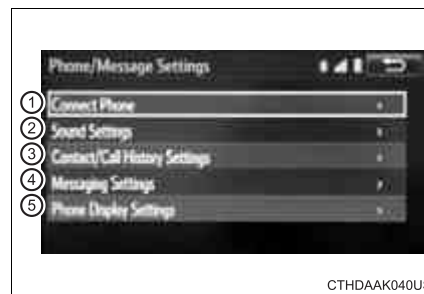 Phone/Message Settings
1 Connect Phone
2 Sound Settings
3 Contact/Call History Settings
4 Messaging Settings
5 Phone Display Settings
CTHDAAK040US